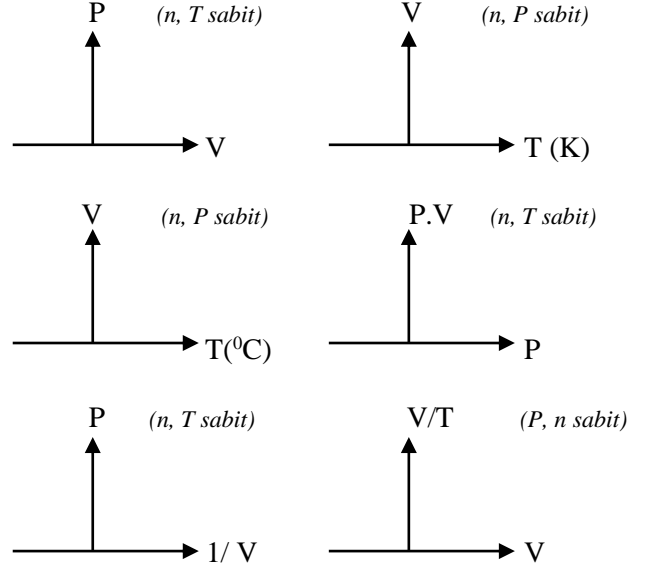 P (n, T sabit)
V
V (n, P sabit)
T (K)
V (n, P sabit)
T(⁰C)
P.V (n, T sabit)
P
P (n, T sabit)
1/ V
V/T (P, n sabit)
V